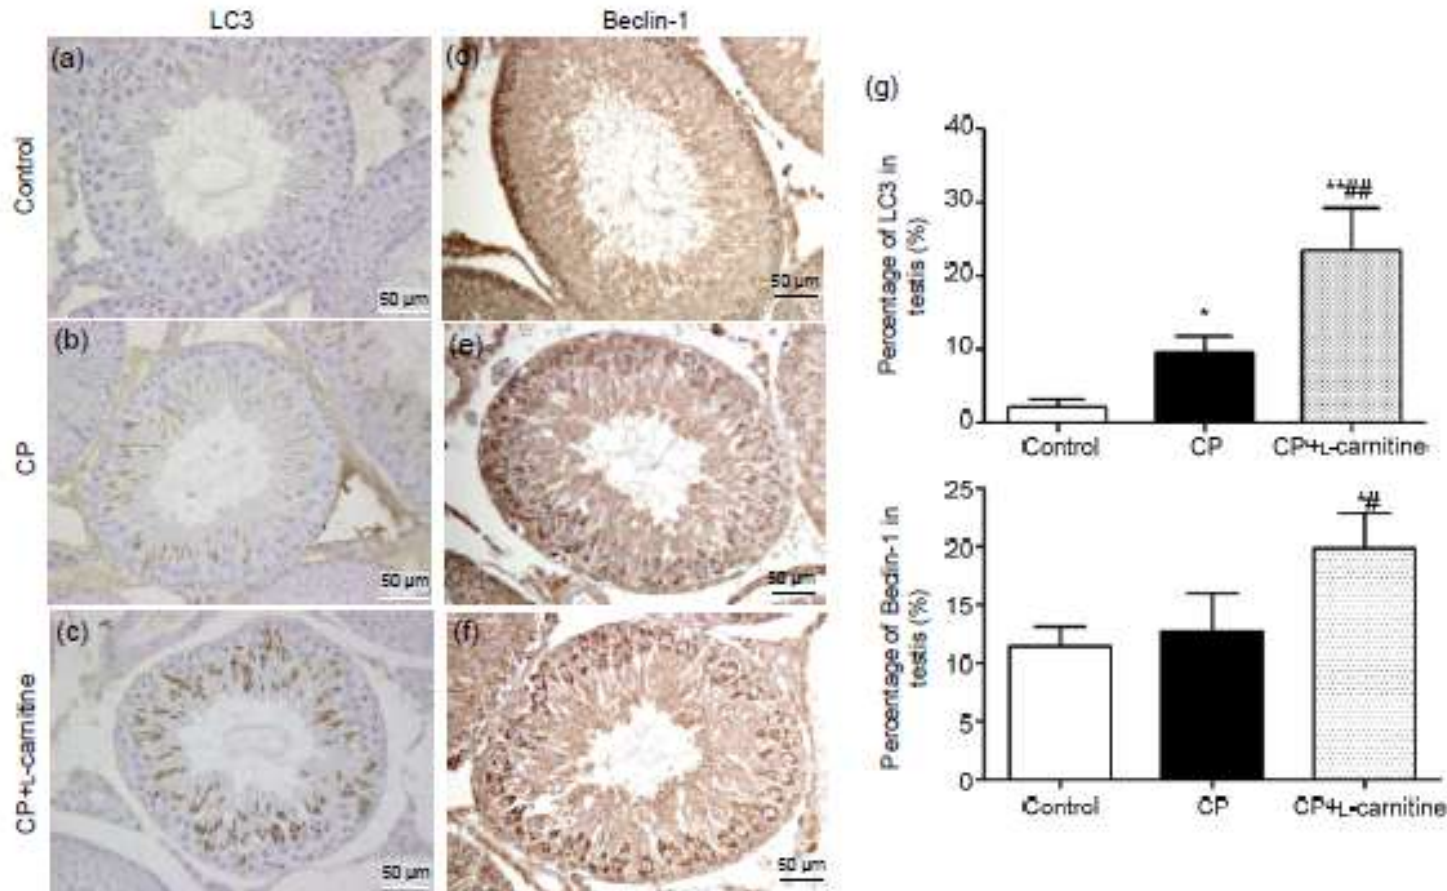 LC3
Beclin-1
(a)
(d)
Control
50 µm
50 µm
(b)
(e)
CP
50 µm
50 µm
(c)
(f)
CP+L-carnitine
50 µm
50 µm
(g)
40
30
20
10
0
Percentage of LC3 in
testis (%)
*
##
Control
CP
CP+L-carnitine
25
20
15
10
5
0
Percentage of Beclin-1 in
testis (%)
*#
Control
CP
CP+L-carnitine